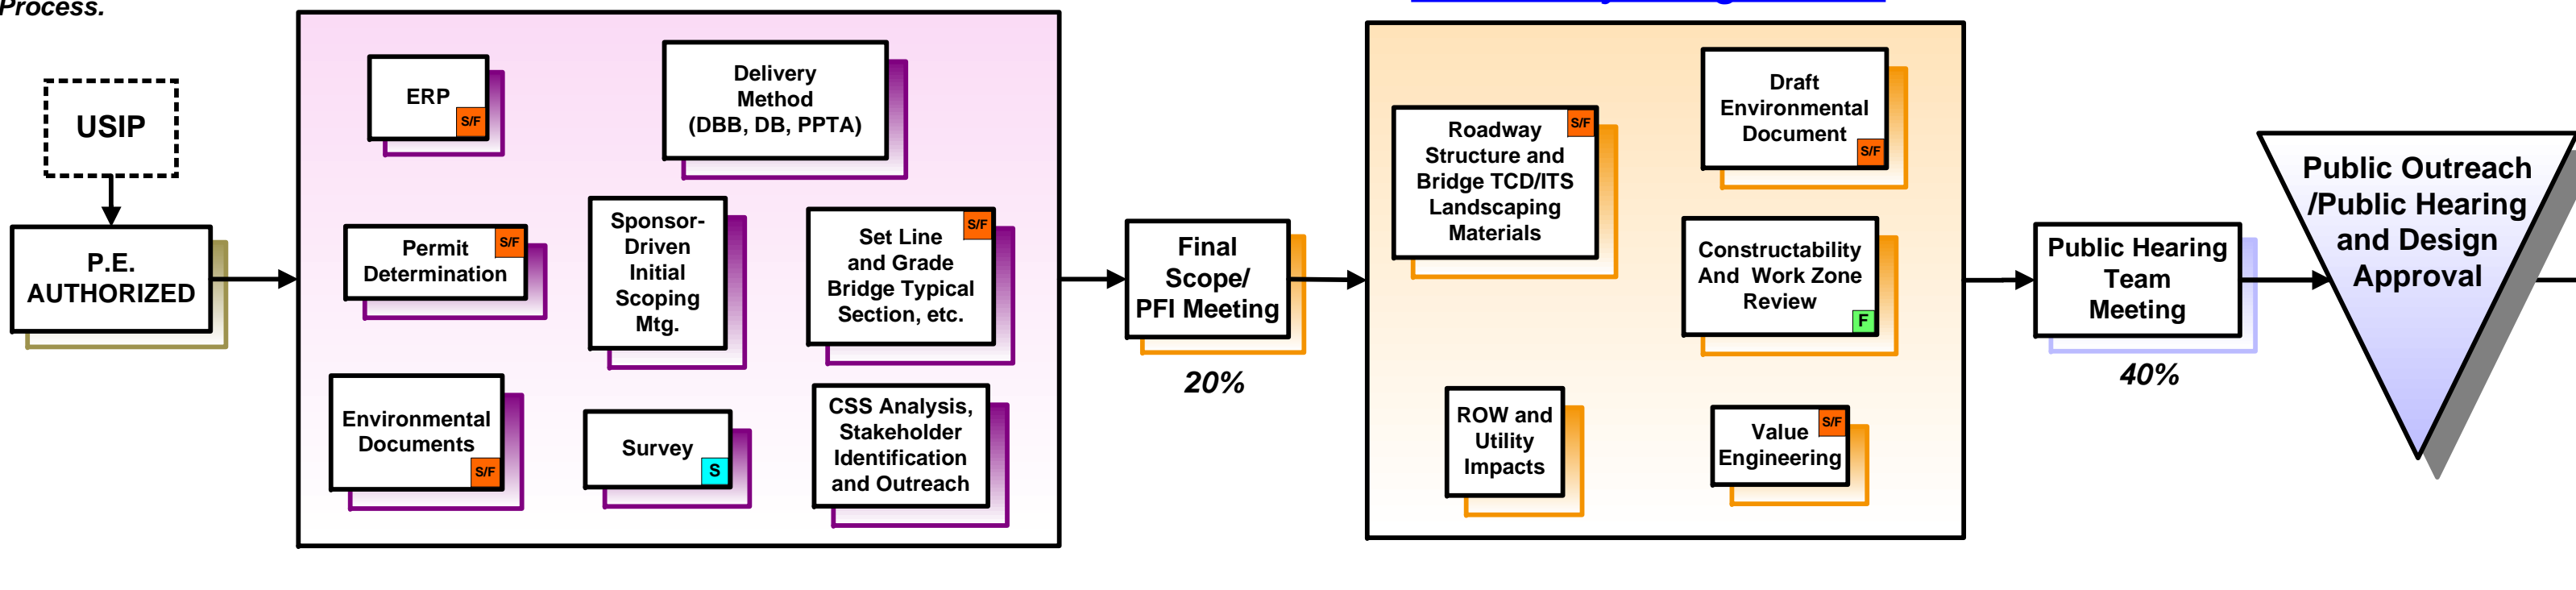 Process.
USIP
P.E.
AUTHORIZED
ERP
S/F
Delivery
Method
(DBB, DB, PPTA)
Permit
Determination
S/F
Sponsor-
Driven
Initial
Scoping
Mtg.
S/F
Set Line
and Grade
Bridge Typical
Section, etc.
Environmental
Documents
S/F
Survey
S
CSS Analysis,
Stakeholder
Identification
and Outreach
Final
Scope/
PFI Meeting
20%
S/F
Roadway
Structure and
Bridge TCD/ITS
Landscaping
Materials
Draft
Environmental
Document
S/F
Constructability
And Work Zone
Review
F
ROW and
Utility
Impacts
S/F
Value
Engineering
Public Hearing
Team
Meeting
40%
Public Outreach
/Public Hearing
and Design
Approval